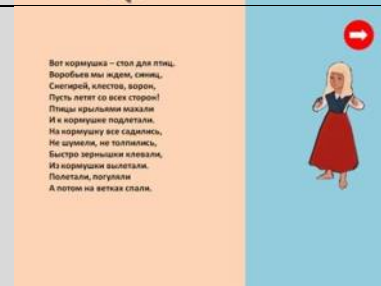 Вот кормушка – стол для птиц.
Воробьев мы ждем, синиц,
Снегирей, клестов, ворон,
Пусть летят со всех сторон!
Птицы крыльями махали
И к кормушке подлетали.
На кормушку все садились,
Не шумели, не толпились,
Быстро зернышки клевали,
Из кормушки вылетали.
Полетали, погуляли
А потом на ветках спали.